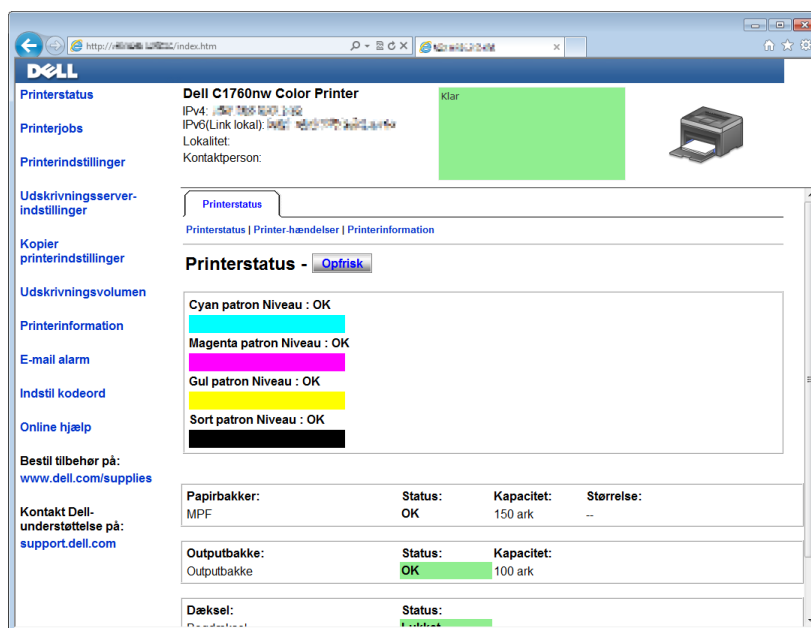 http:// /index.htm
DELL
Printerstatus
Printerjobs
Printerindstillinger
Udskrivningsserver-
indstillinger
Kopier
printerindstillinger
Udskrivningsvolumen
Printerinformation
E-mail alarm
Indstil kodeord
Online hjælp
Bestil tilbehør på:
www.dell.com/supplies
Kontakt Dell-
understøttelse på:
support.dell.com
Dell C1760nw Color Printer
IPv4:
IPv6(Link lokal):
Lokalitet:
Kontaktperson:
Klar
Printerstatus
Printerstatus | Printer-hændelser | Printerinformation
Printerstatus - Opfrisk
Cyan patron Niveau : OK
Magenta patron Niveau : OK
Gul patron Niveau : OK
Sort patron Niveau : OK
Papirbakker: Status: Kapacitet: Størrelse:
MPF OK 150 ark --
Outputbakke: Status: Kapacitet:
Outputbakke OK 100 ark
Dæksel: Status: